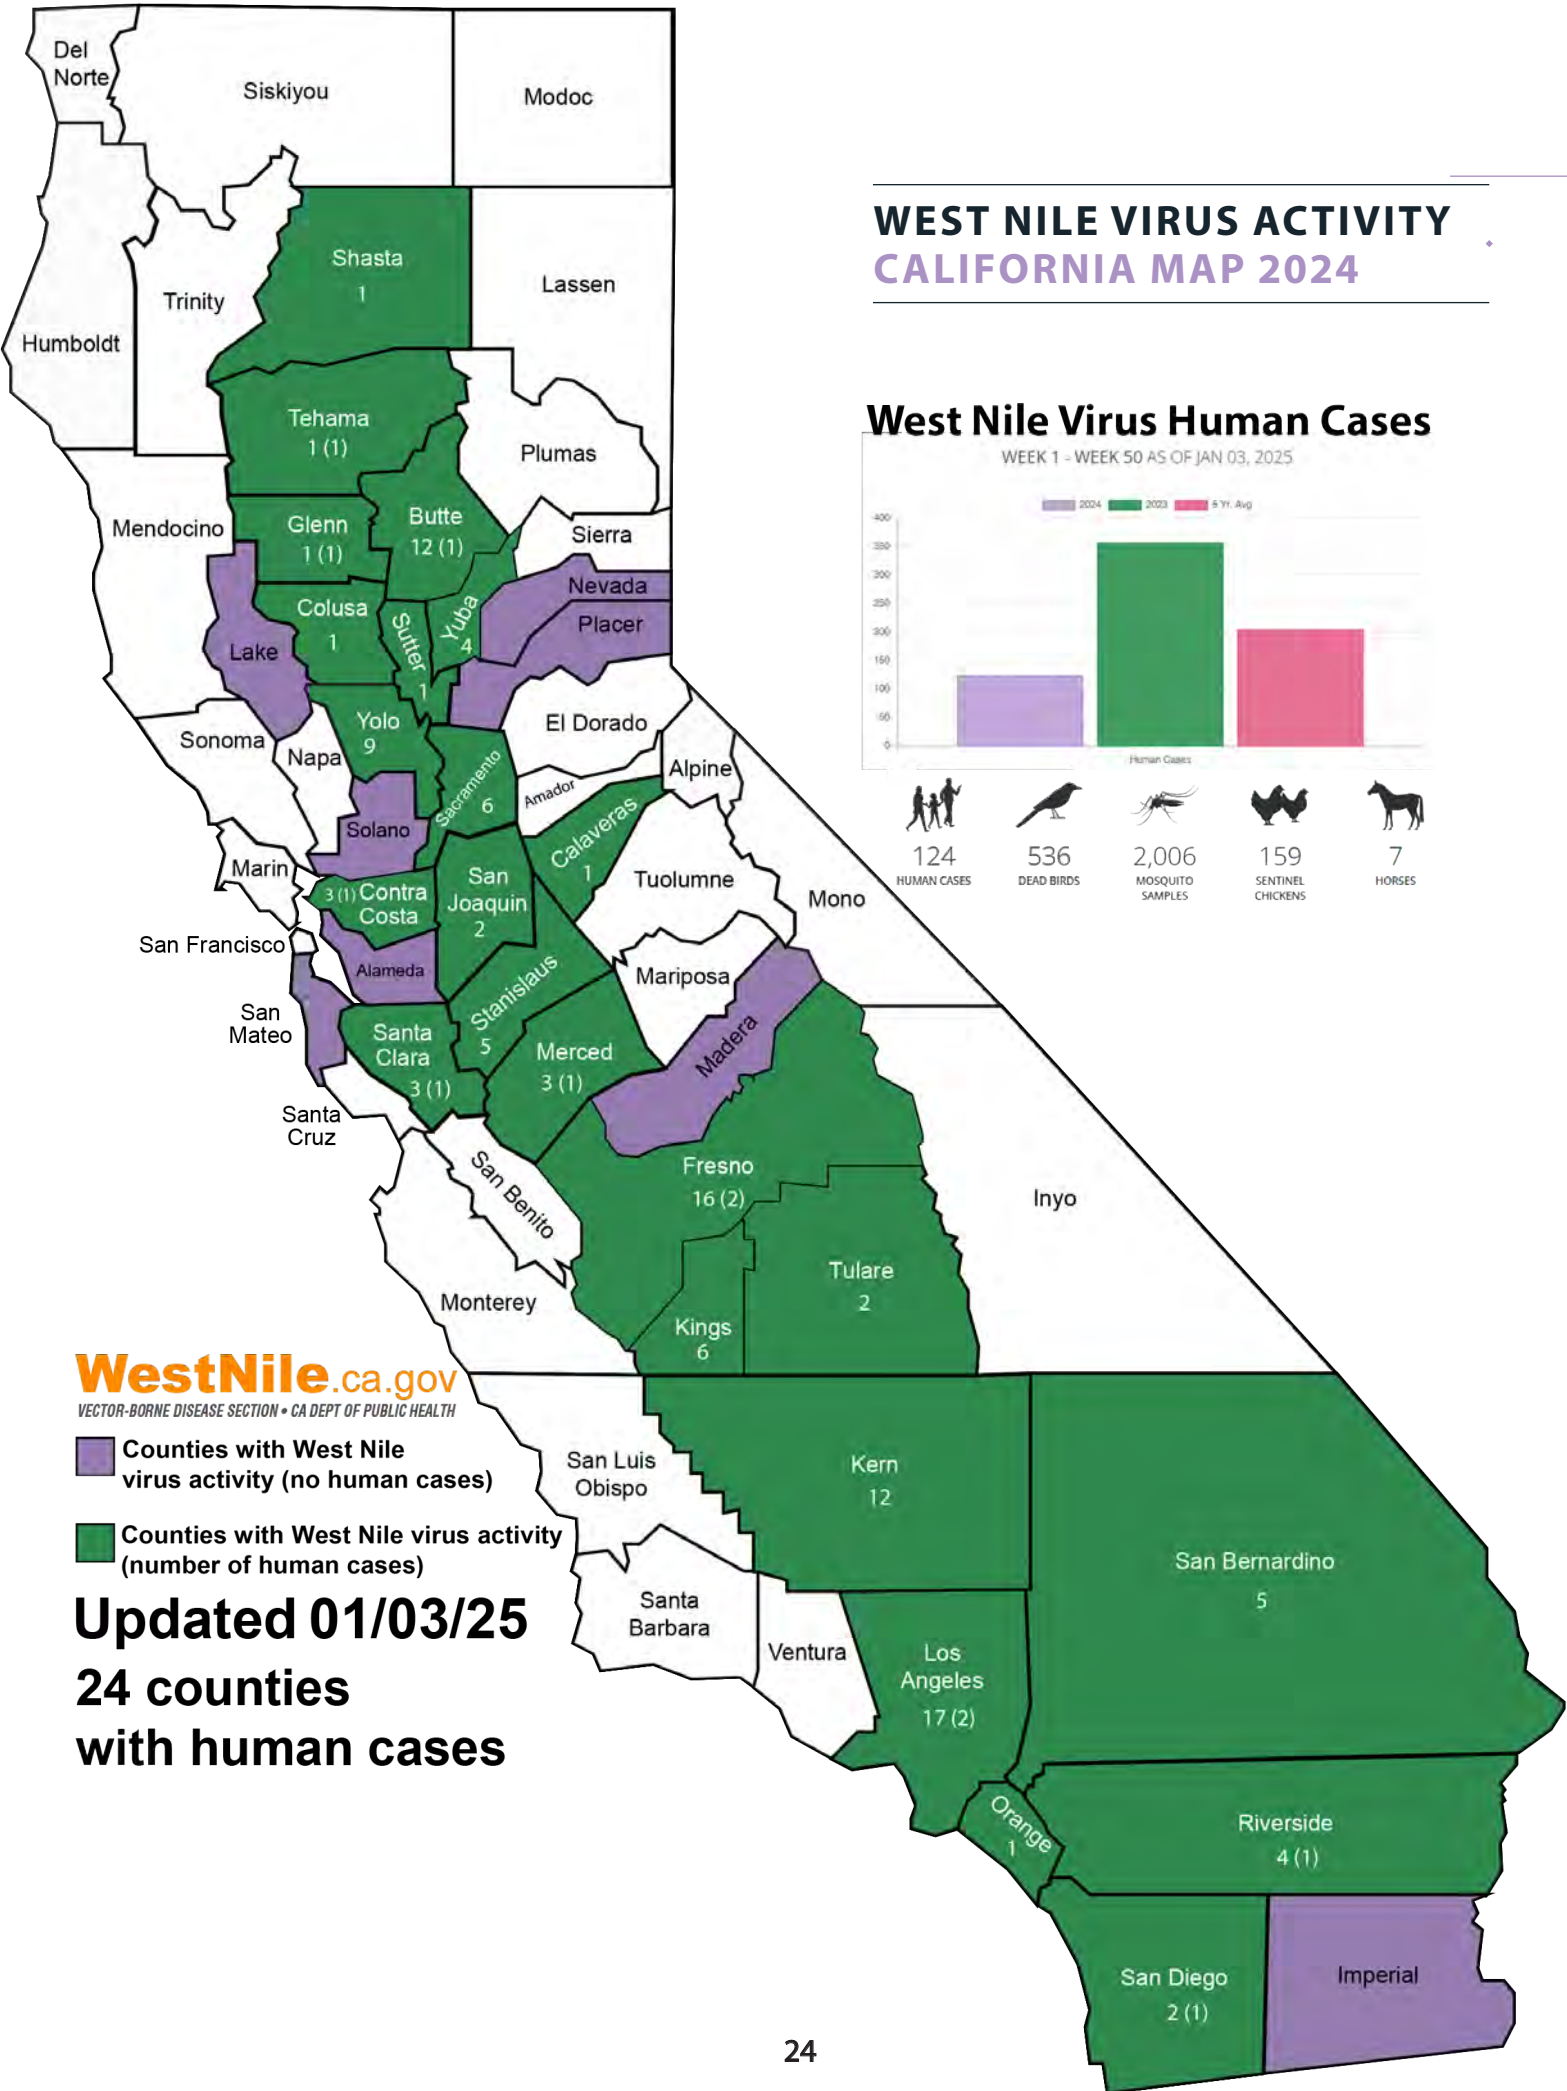 WEST NILE VIRUS ACTIVITY
CALIFORNIA MAP 2024
West Nile Virus Human Cases
WEEK 1 - WEEK 50 AS OF JAN 03, 2025
2024 2023 5 Yr. Avg
400
350
300
250
200
150
100
50
0
Human Cases
124 536 2,006 159 7
HUMAN CASES DEAD BIRDS MOSQUITO SENTINEL HORSES
SAMPLES CHICKENS
Del
Norte
Siskiyou
Modoc
Shasta
1
Trinity
Lassen
Humboldt
Tehama
1 (1)
Plumas
Mendocino
Glenn
1 (1)
Butte
12 (1)
Sierra
Nevada
Colusa
1
Sutter
1
Yuba
4
Placer
Lake
Yolo
9
El Dorado
Sonoma
Napa
Sacramento
6
Amador
Alpine
Solano
Calaveras
1
Marin
3 (1) Contra
Costa
San
Joaquin
2
Tuolumne
Mono
San Francisco
Alameda
Stanislaus
5
Mariposa
San
Mateo
Santa
Clara
3 (1)
Merced
3 (1)
Madera
Santa
Cruz
San Benito
Fresno
16 (2)
Inyo
Monterey
Tulare
2
Kings
6
WestNile.ca.gov
VECTOR-BORNE DISEASE SECTION • CA DEPT OF PUBLIC HEALTH
Counties with West Nile
virus activity (no human cases)
Counties with West Nile virus activity
(number of human cases)
Updated 01/03/25
24 counties
with human cases
San Luis
Obispo
Kern
12
San Bernardino
5
Santa
Barbara
Ventura
Los
Angeles
17 (2)
Orange
1
Riverside
4 (1)
San Diego
2 (1)
Imperial
24